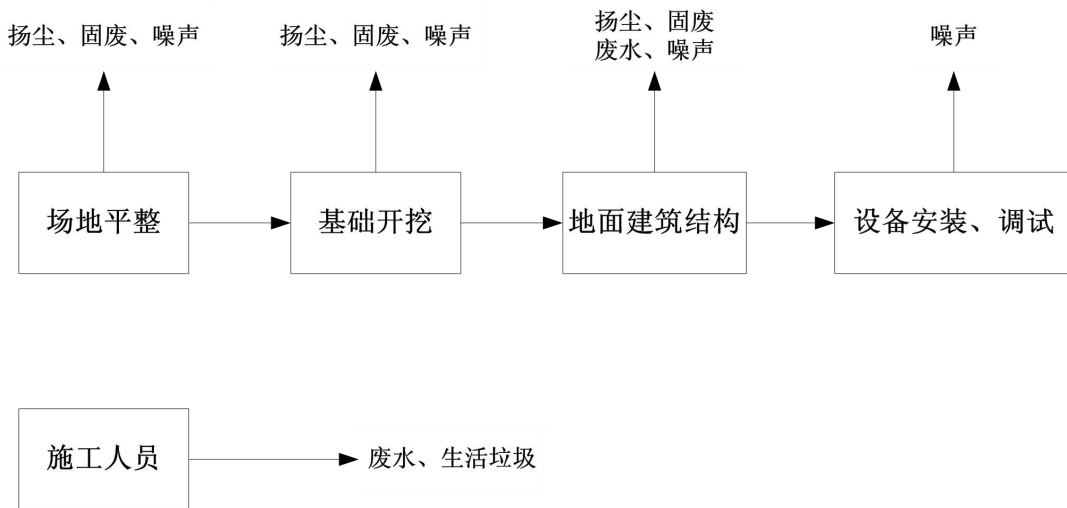 扬尘、固废、噪声
扬尘、固废、噪声
扬尘、固废
废水、噪声
噪声
场地平整
基础开挖
地面建筑结构
设备安装、调试
施工人员
废水、生活垃圾